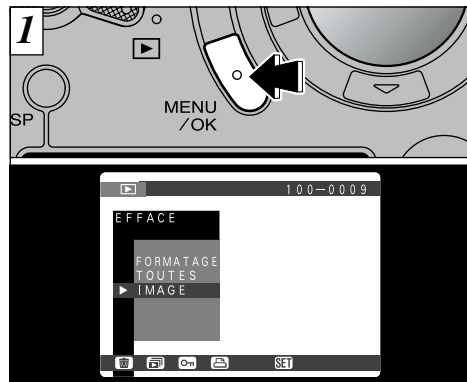 1
SP
MENU
/OK
100-0009
EFFACE
FORMATAGE
TOUTES
IMAGE
SET